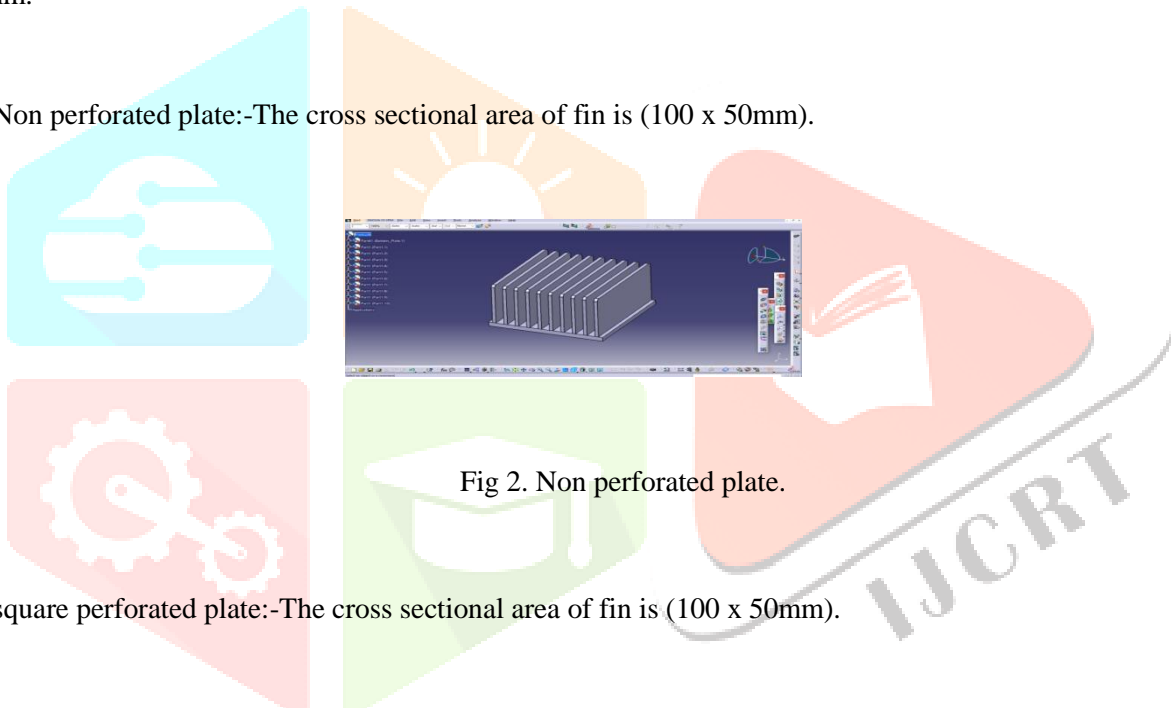 Non perforated plate:-The cross sectional area of fin is (100 x 50mm).
Fig 2. Non perforated plate.
IJCRT
square perforated plate:-The cross sectional area of fin is (100 x 50mm).